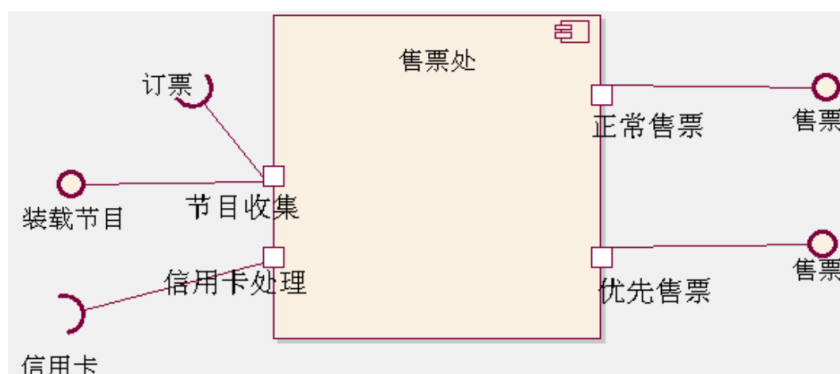 售票处
订票
正常售票
售票
装载节目
节目收集
信用卡处理
优先售票
售票
信用卡